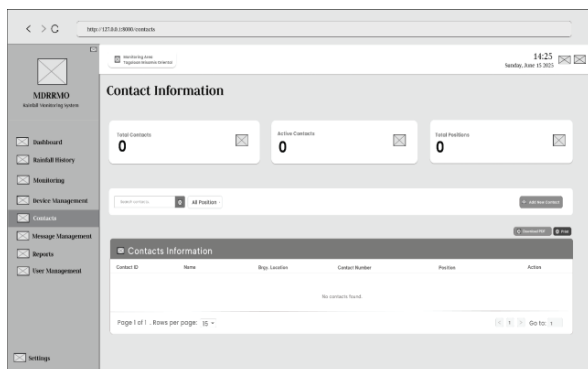 http://127.0.0.1:8000/contacts
MDRRMO
Rainfall Monitoring System
Dashboard
Rainfall History
Monitoring
Device Management
Contacts
Message Management
Reports
User Management
Settings
Monitoring Area
14:25
Sunday, June 15 2025
Contact Information
Total Contacts
0
Active Contacts
0
Total Positions
0
Search contacts
All Position
+ Add New Contact
Download PDF
Print
Contacts Information
Contact ID Name Brgy. Location Contact Number Position Action
No contacts found.
Page 1 of 1 . Rows per page: 15
< 1 > Go to: 1